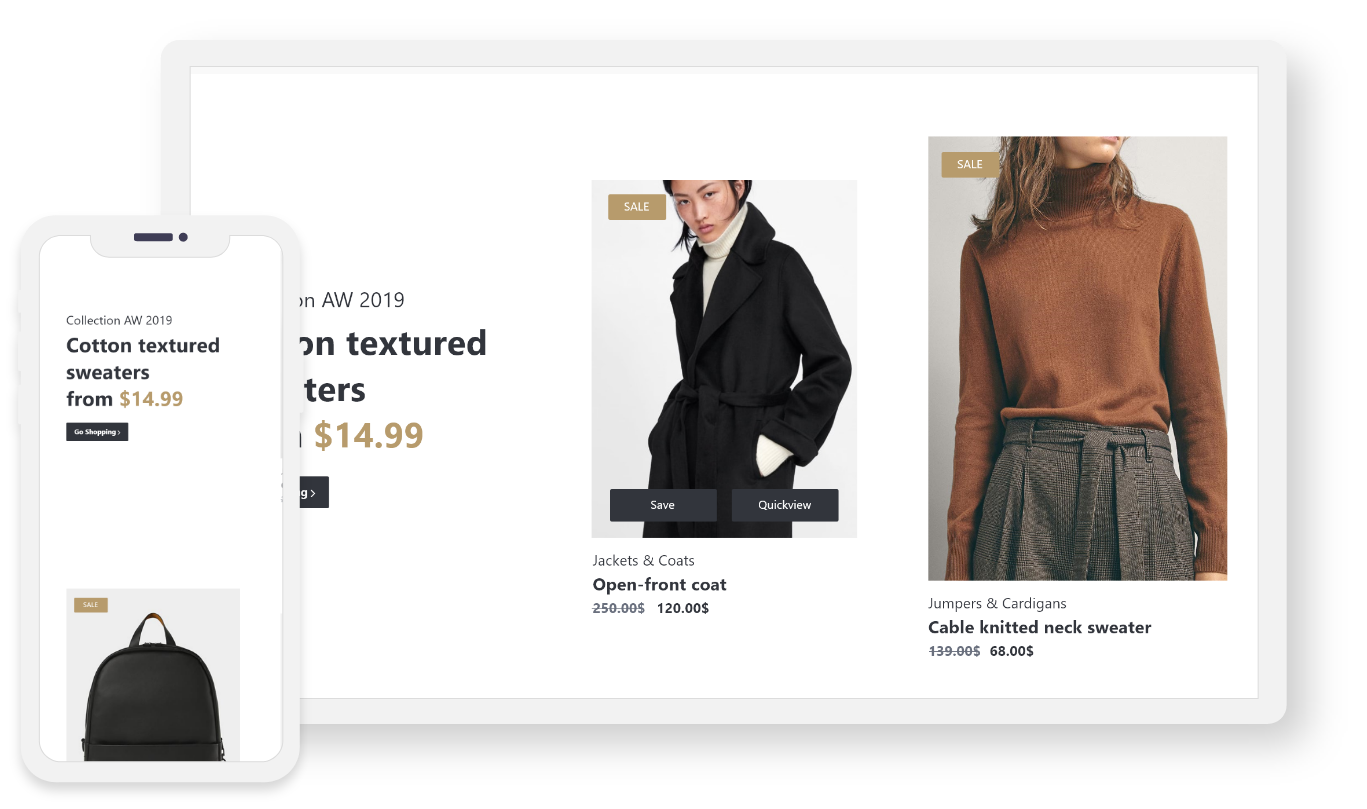 Collection AW 2019
Cotton textured
sweaters
from $14.99
Go Shopping ›
SALE
on AW 2019
on textured
ters
$14.99
g ›
SALE
Save Quickview
Jackets & Coats
Open-front coat
250.00$ 120.00$
SALE
Jumpers & Cardigans
Cable knitted neck sweater
139.00$ 68.00$